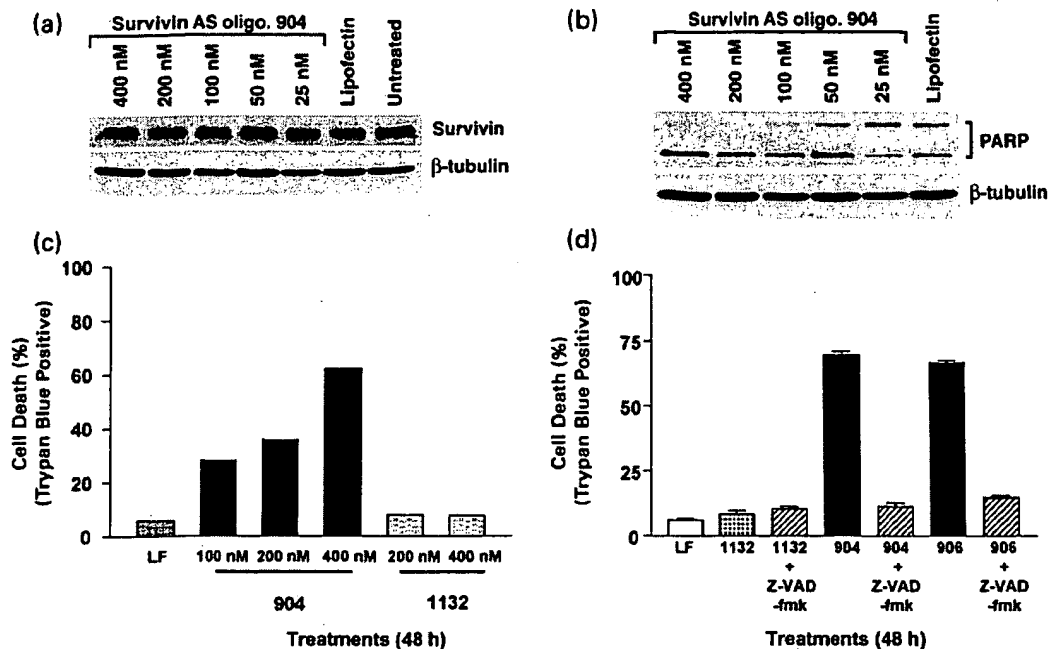 (a)
Survivin AS oligo. 904
400 nM
200 nM
100 nM
50 nM
25 nM
Lipofectin
Untreated
Survivin
β-tubulin
(b)
Survivin AS oligo. 904
400 nM
200 nM
100 nM
50 nM
25 nM
Lipofectin
PARP
β-tubulin
(c)
Cell Death (%)
(Trypan Blue Positive)
100
80
60
40
20
0
LF
100 nM 200 nM 400 nM 200 nM 400 nM
904
1132
Treatments (48 h)
(d)
Cell Death (%)
(Trypan Blue Positive)
100
75
50
25
0
LF 1132 1132 904 904 906 906
+ + +
Z-VAD Z-VAD Z-VAD
-fmk -fmk -fmk
Treatments (48 h)